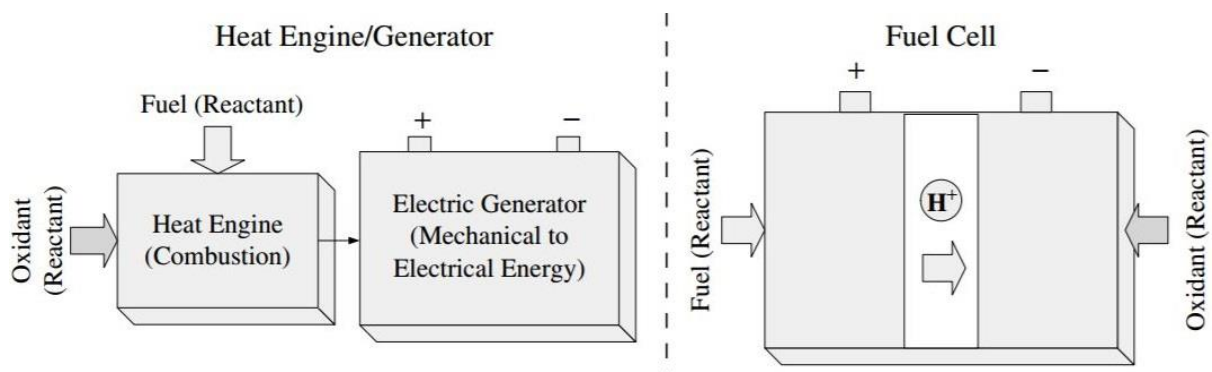 Heat Engine/Generator
Fuel (Reactant)
Oxidant
(Reactant)
Heat Engine
(Combustion)
+
−
Electric Generator
(Mechanical to
Electrical Energy)
Fuel Cell
+
−
Fuel (Reactant)
H+
Oxidant (Reactant)